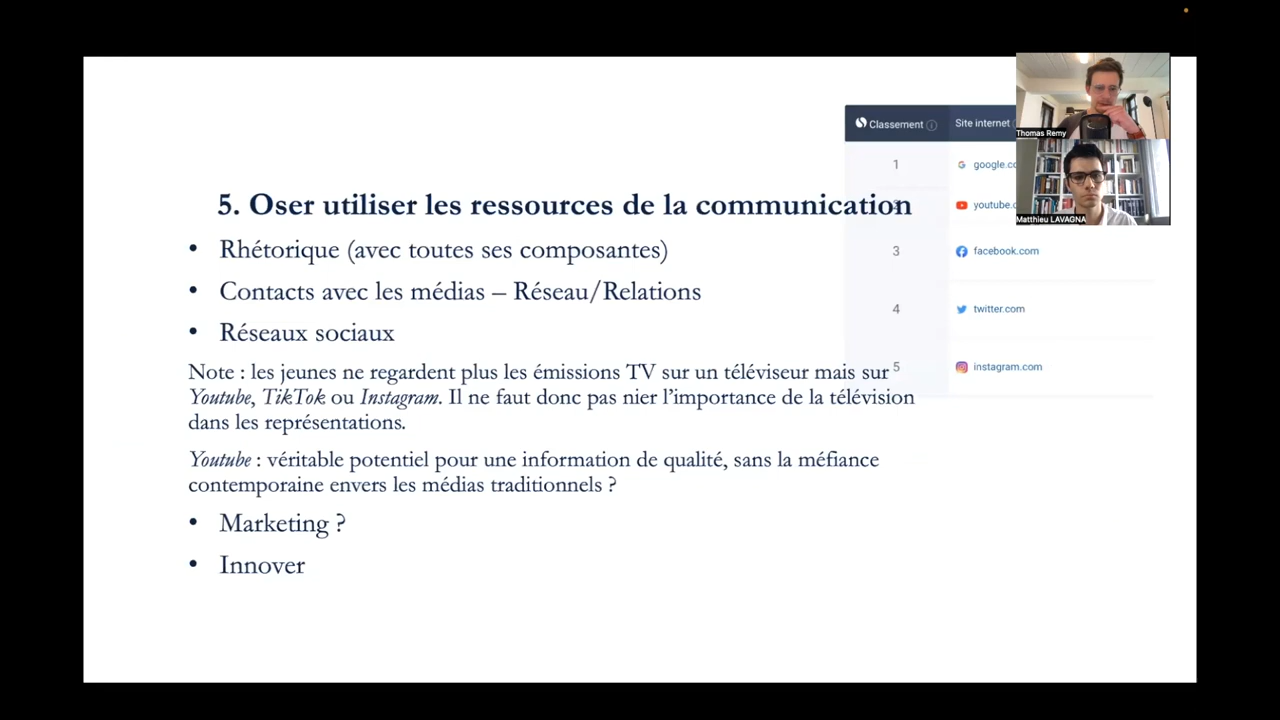 Classement
Site internet
Thomas Remy
1
google.co
Matthieu LAVAGNA
5. Oser utiliser les ressources de la communication
youtube.c
• Rhétorique (avec toutes ses composantes)
3
facebook.com
• Contacts avec les médias – Réseau/Relations
4
twitter.com
• Réseaux sociaux
5
instagram.com
Note : les jeunes ne regardent plus les émissions TV sur un téléviseur mais sur
Youtube, TikTok ou Instagram. Il ne faut donc pas nier l’importance de la télévision
dans les représentations.
Youtube : véritable potentiel pour une information de qualité, sans la méfiance
contemporaine envers les médias traditionnels ?
• Marketing ?
• Innover